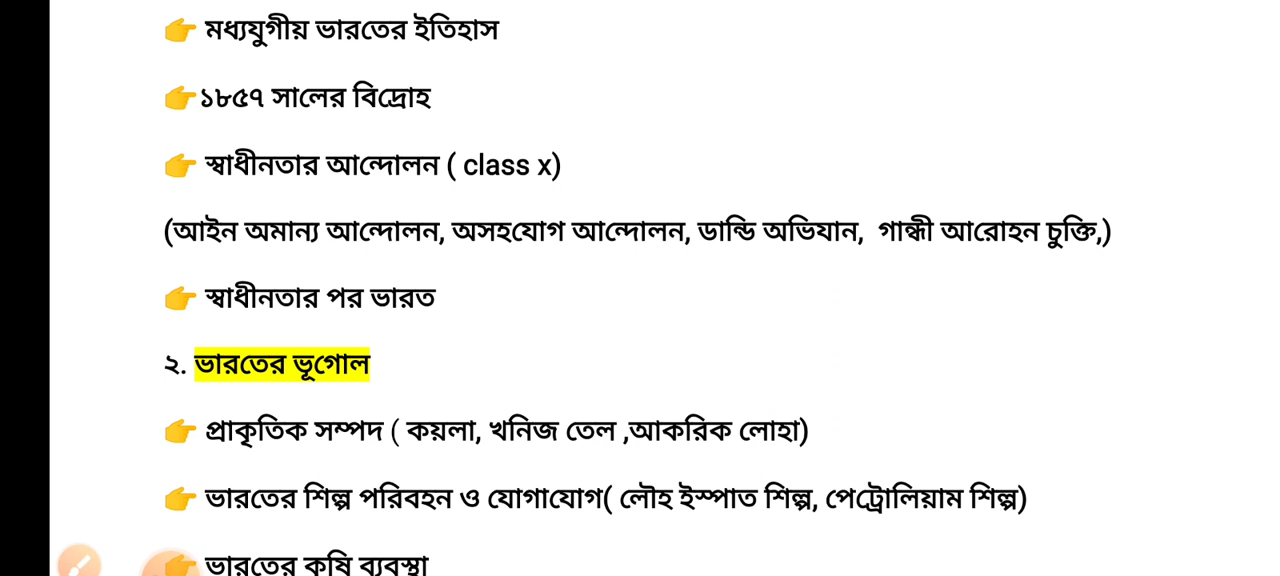 👉 মধ্যযুগীয় ভারতের ইতিহাস
👉১৮৫৭ সালের বিদ্রোহ
👉 স্বাধীনতার আন্দোলন ( class x)
(আইন অমান্য আন্দোলন, অসহযোগ আন্দোলন, ডান্ডি অভিযান, গান্ধী আরোহন চুক্তি,)
👉 স্বাধীনতার পর ভারত
২. ভারতের ভূগোল
👉 প্রাকৃতিক সম্পদ ( কয়লা, খনিজ তেল ,আকরিক লোহা)
👉 ভারতের শিল্প পরিবহন ও যোগাযোগ( লৌহ ইস্পাত শিল্প, পেট্রোলিয়াম শিল্প)
👉 ভারতের কৃষি ব্যবস্থা